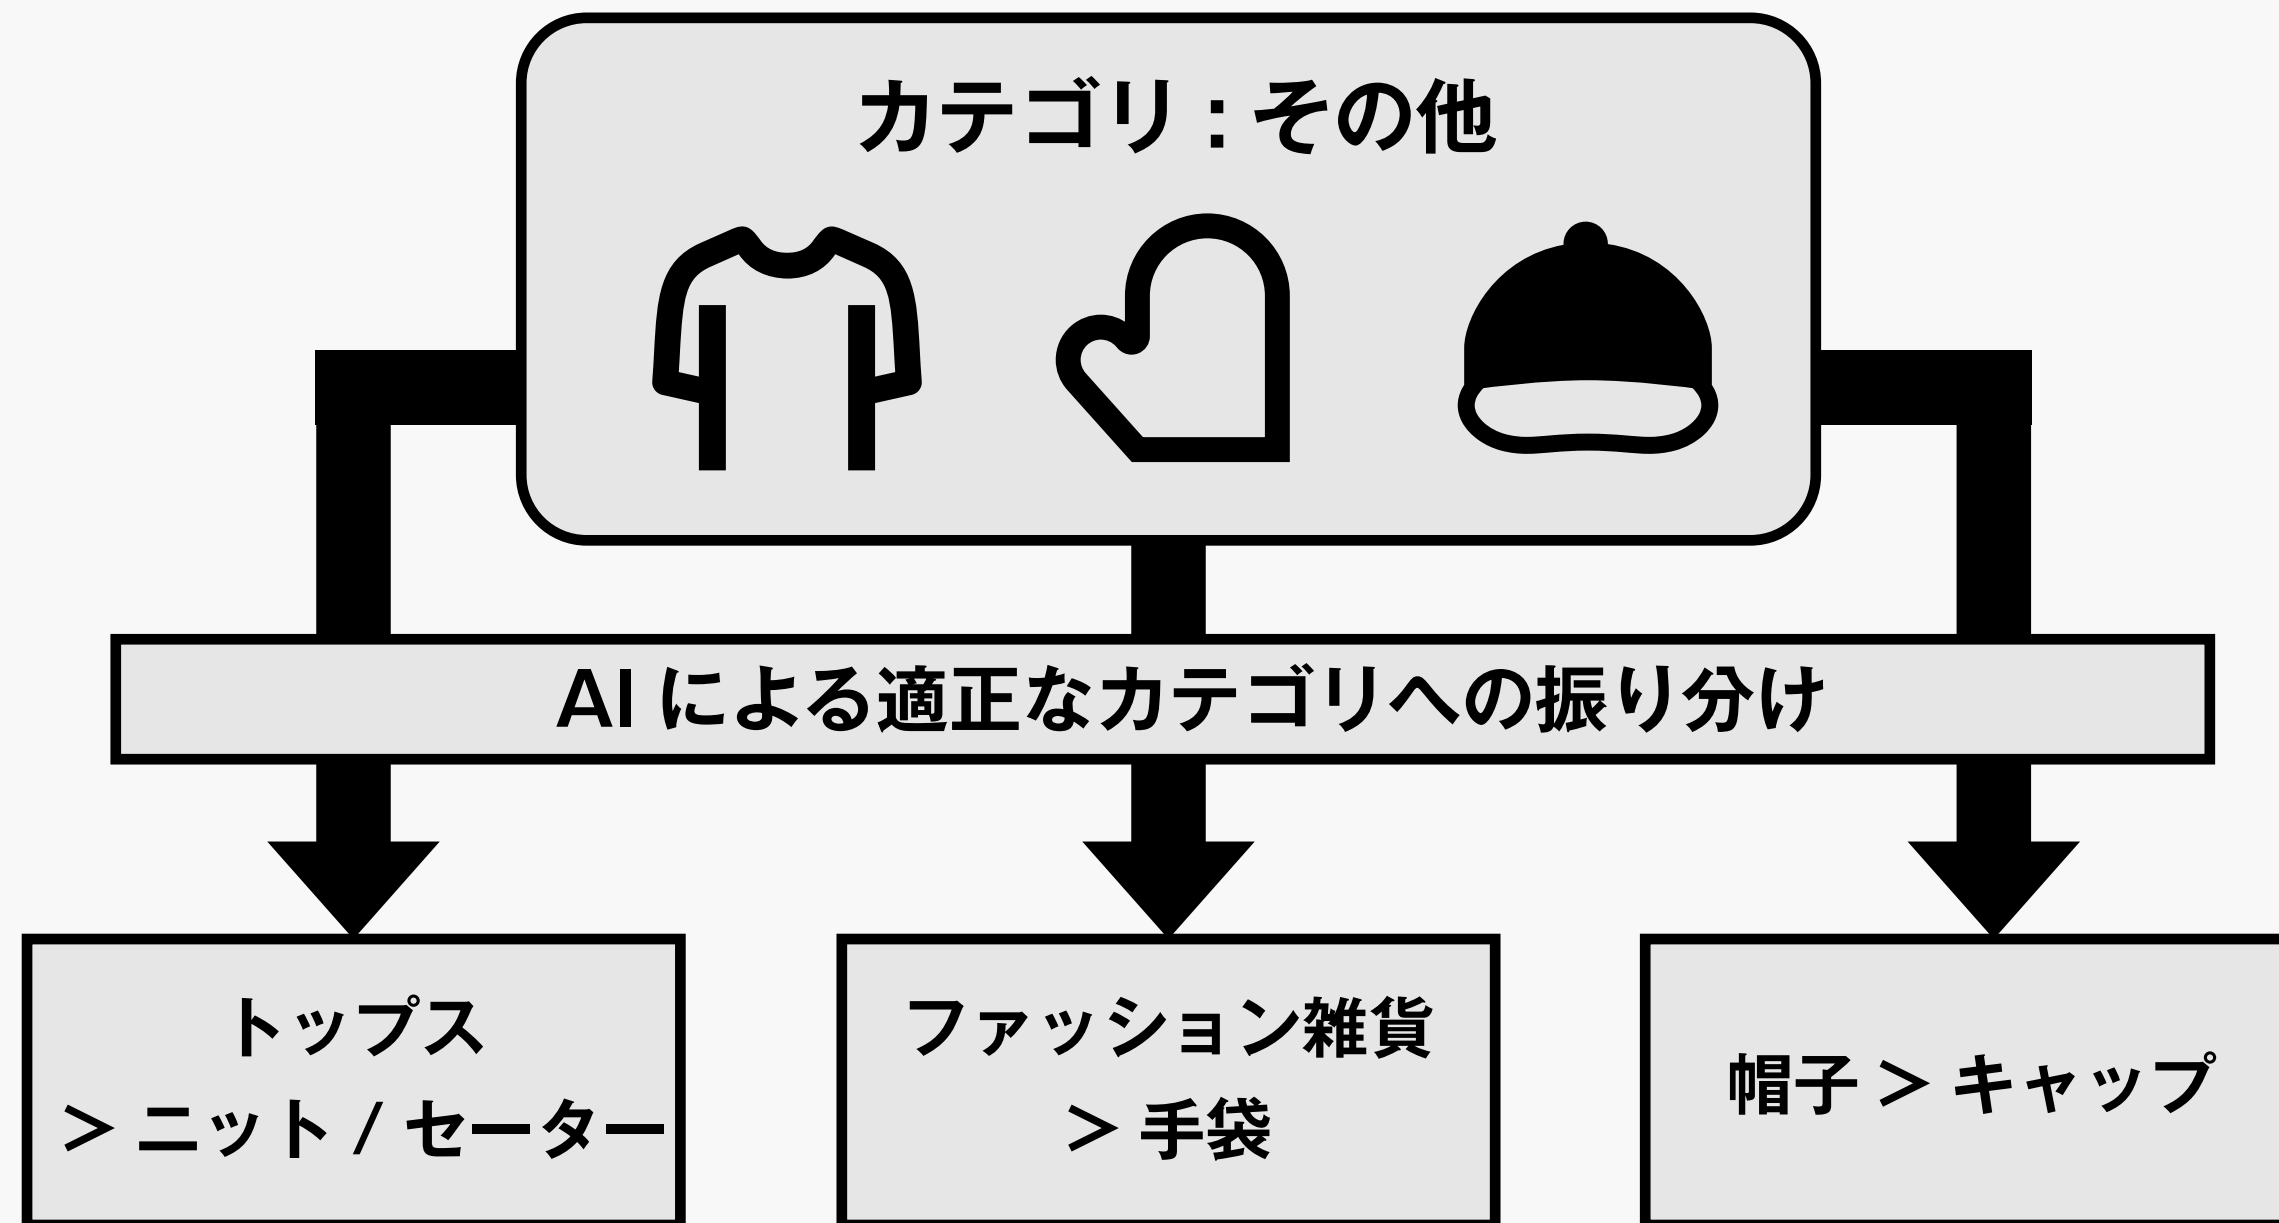 カテゴリ：その他
AI による適正なカテゴリへの振り分け
トップス
> ニット / セーター
ファッション雑貨
> 手袋
帽子 > キャップ